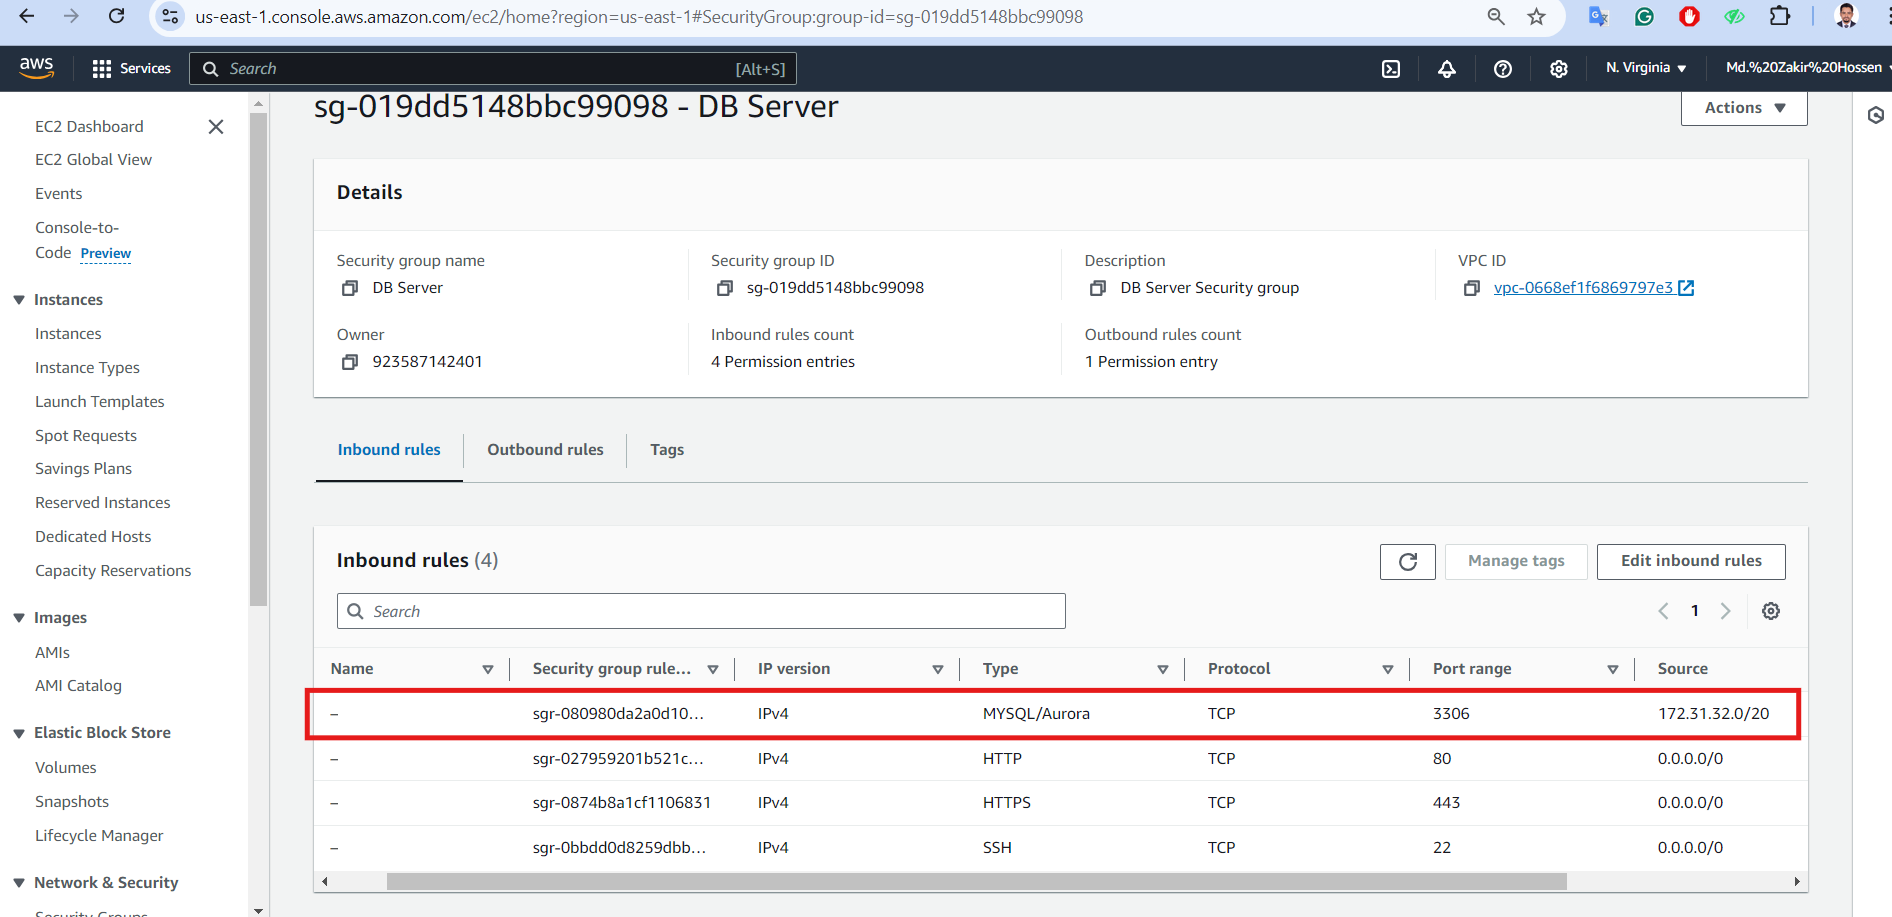 us-east-1.console.aws.amazon.com/ec2/home?region=us-east-1#SecurityGroup:group-id=sg-019dd5148bbc99098
aws Services Search [Alt+S] N. Virginia Md.%20Zakir%20Hossen
EC2 Dashboard
EC2 Global View
Events
Console-to-
Code Preview
Instances
Instances
Instance Types
Launch Templates
Spot Requests
Savings Plans
Reserved Instances
Dedicated Hosts
Capacity Reservations
Images
AMIs
AMI Catalog
Elastic Block Store
Volumes
Snapshots
Lifecycle Manager
Network & Security
Security Groups
sg-019dd5148bbc99098 - DB Server
Actions
Details
Security group name
DB Server
Security group ID
sg-019dd5148bbc99098
Description
DB Server Security group
VPC ID
vpc-0668ef1f6869797e3
Owner
923587142401
Inbound rules count
4 Permission entries
Outbound rules count
1 Permission entry
Inbound rules Outbound rules Tags
Inbound rules (4)
Manage tags Edit inbound rules
Search
1
Name Security group rule... IP version Type Protocol Port range Source
– sgr-080980da2a0d10... IPv4 MYSQL/Aurora TCP 3306 172.31.32.0/20
– sgr-027959201b521c... IPv4 HTTP TCP 80 0.0.0.0/0
– sgr-0874b8a1cf1106831 IPv4 HTTPS TCP 443 0.0.0.0/0
– sgr-0bbdd0d8259dbb... IPv4 SSH TCP 22 0.0.0.0/0